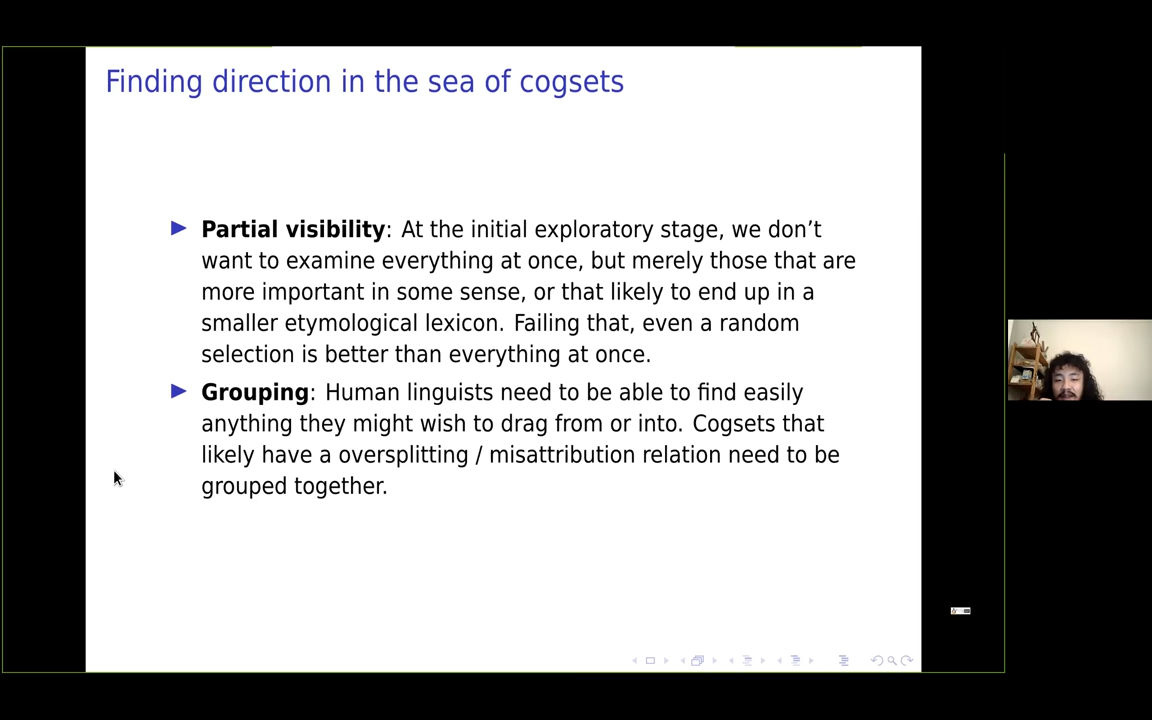 Finding direction in the sea of cogsets
Partial visibility: At the initial exploratory stage, we don’t
want to examine everything at once, but merely those that are
more important in some sense, or that likely to end up in a
smaller etymological lexicon. Failing that, even a random
selection is better than everything at once.
Grouping: Human linguists need to be able to find easily
anything they might wish to drag from or into. Cogsets that
likely have a oversplitting / misattribution relation need to be
grouped together.